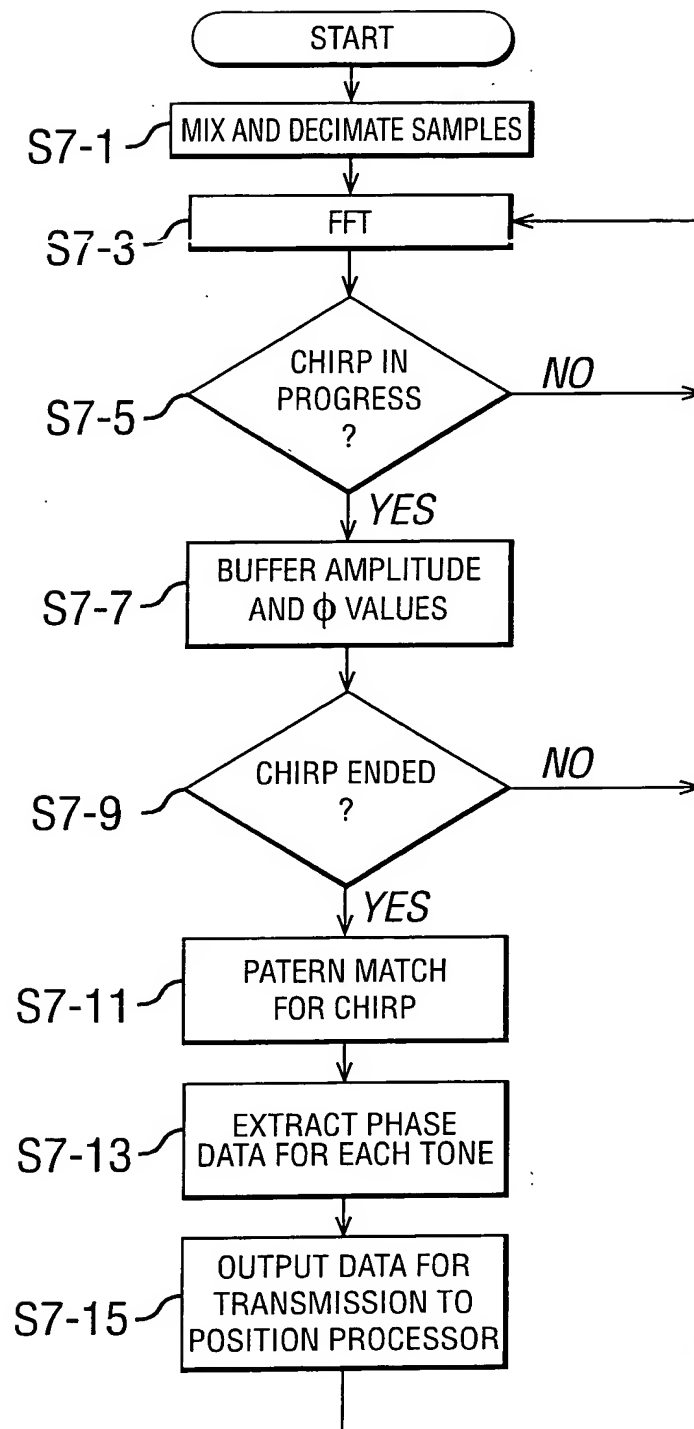 START
S7-1
MIX AND DECIMATE SAMPLES
S7-3
FFT
S7-5
CHIRP IN
PROGRESS
?
NO
YES
S7-7
BUFFER AMPLITUDE
AND ϕ VALUES
S7-9
CHIRP ENDED
?
NO
YES
S7-11
PATERN MATCH
FOR CHIRP
S7-13
EXTRACT PHASE
DATA FOR EACH TONE
S7-15
OUTPUT DATA FOR
TRANSMISSION TO
POSITION PROCESSOR